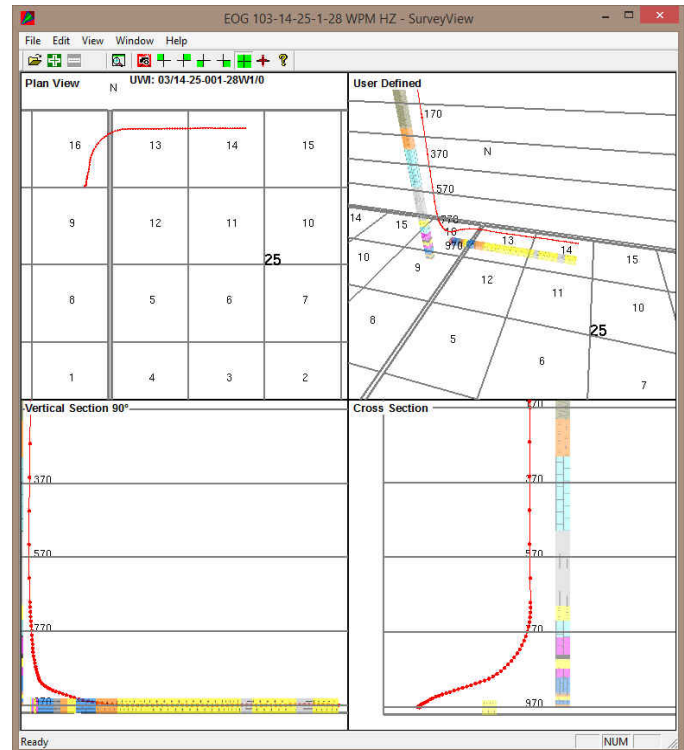 EOG 103-14-25-1-28 WPM HZ - SurveyView
File Edit View Window Help
Plan View
N
UWI: 03/14-25-001-28W1/0
16 13 14 15
9 12 11 10
25
8 5 6 7
1 4 3 2
User Defined
170
N
370
570
770
14 15 16 13 14 15
970
10 9 12 11 10
8 5 6 7
25
Vertical Section 90°
370
570
770
970
Cross Section
170
370
570
770
970
Ready
NUM